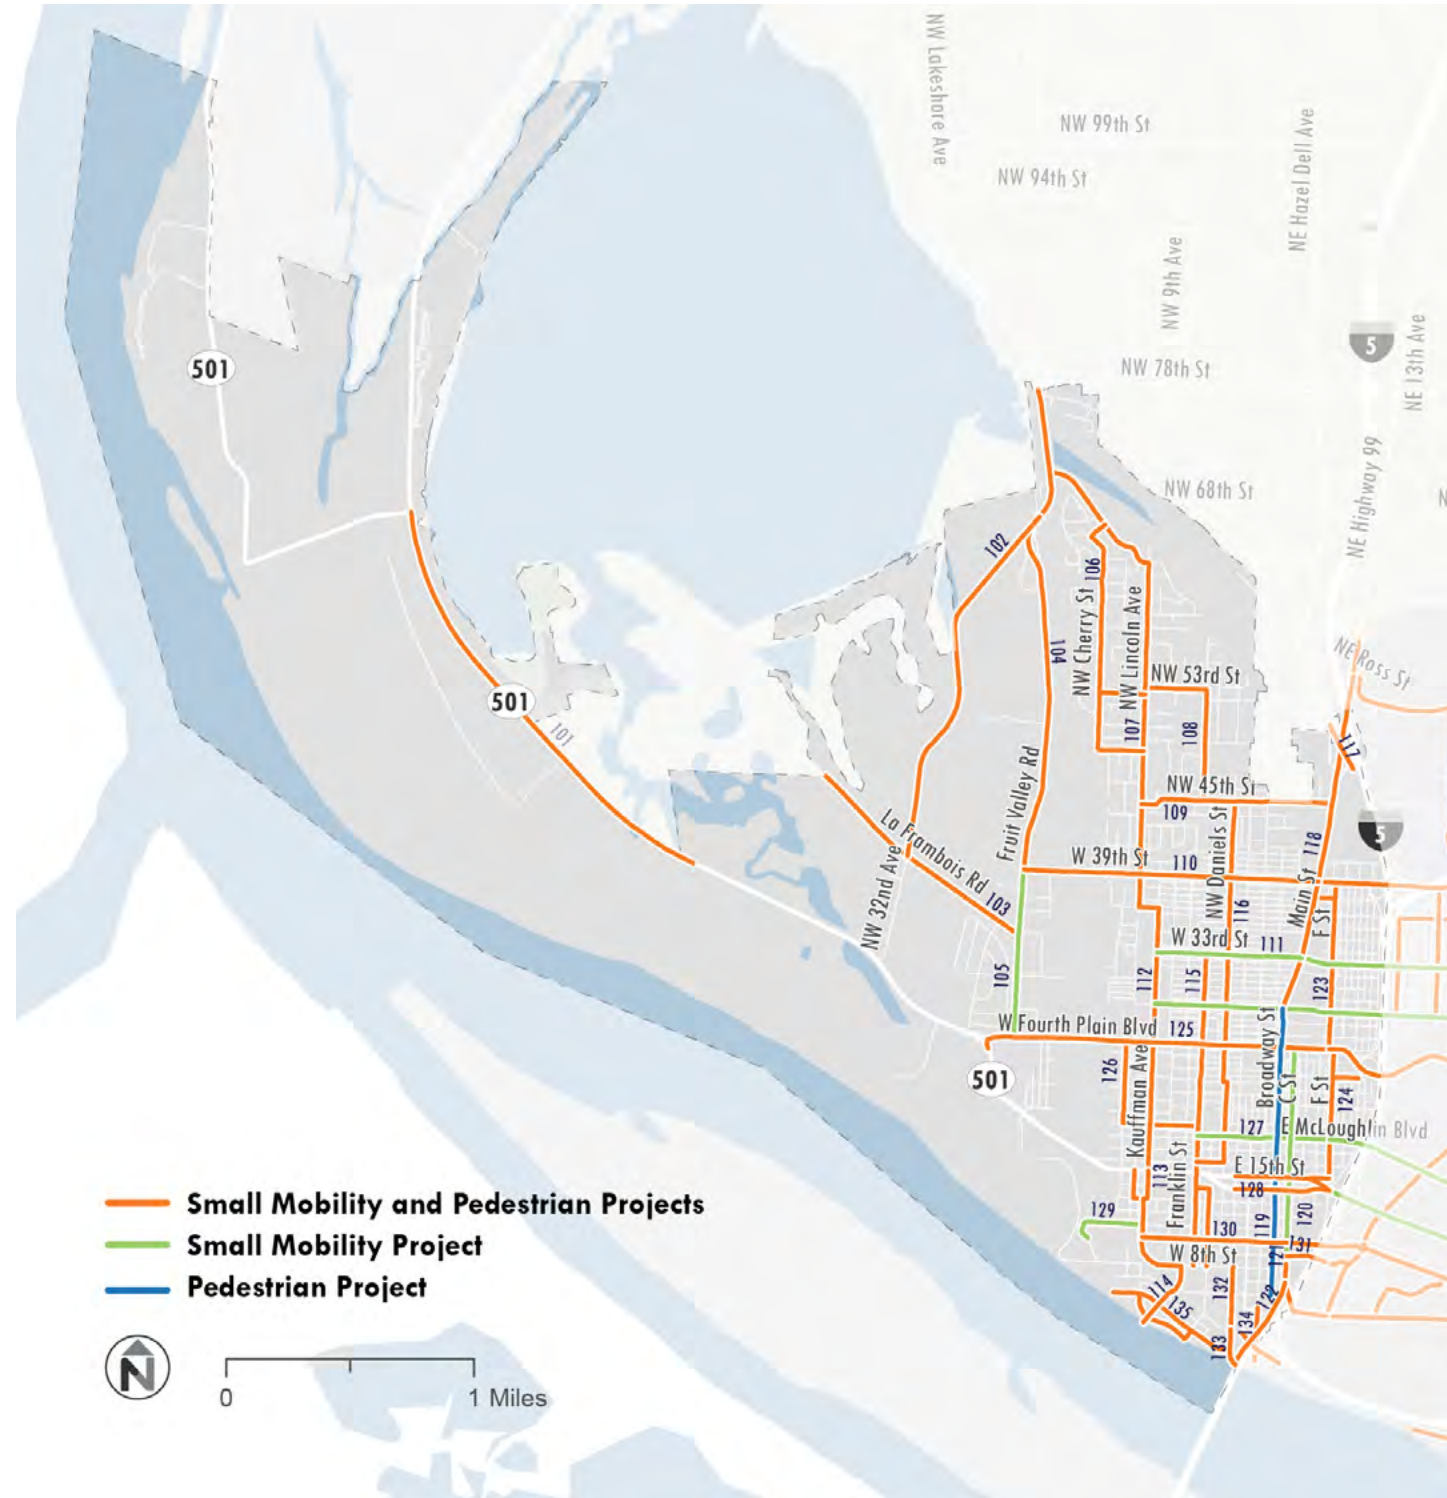 NW Lakeshore Ave
NW 99th St
NW 94th St
NE Hazel Dell Ave
NW 9th Ave
5
NE 13th Ave
NW 78th St
501
NE Highway 99
NW 68th St
102
106
NW Cherry St
NW Lincoln Ave
104
NE Ross St
NW 53rd St
501
101
107
108
117
Fruit Valley Rd
NW 45th St
109
La Frambois Rd
103
NW Daniels St
118
5
W 39th St
110
NW 32nd Ave
116
Main St
F St
W 33rd St
111
105
112
115
123
W Fourth Plain Blvd
125
Broadway St
C St
F St
501
126
Kauffman Ave
124
127
E McLoughlin Blvd
113
Franklin St
E 15th St
128
Small Mobility and Pedestrian Projects
129
130
119
120
Small Mobility Project
W 8th St
121
131
Pedestrian Project
114
135
132
122
134
133
N
0
1 Miles